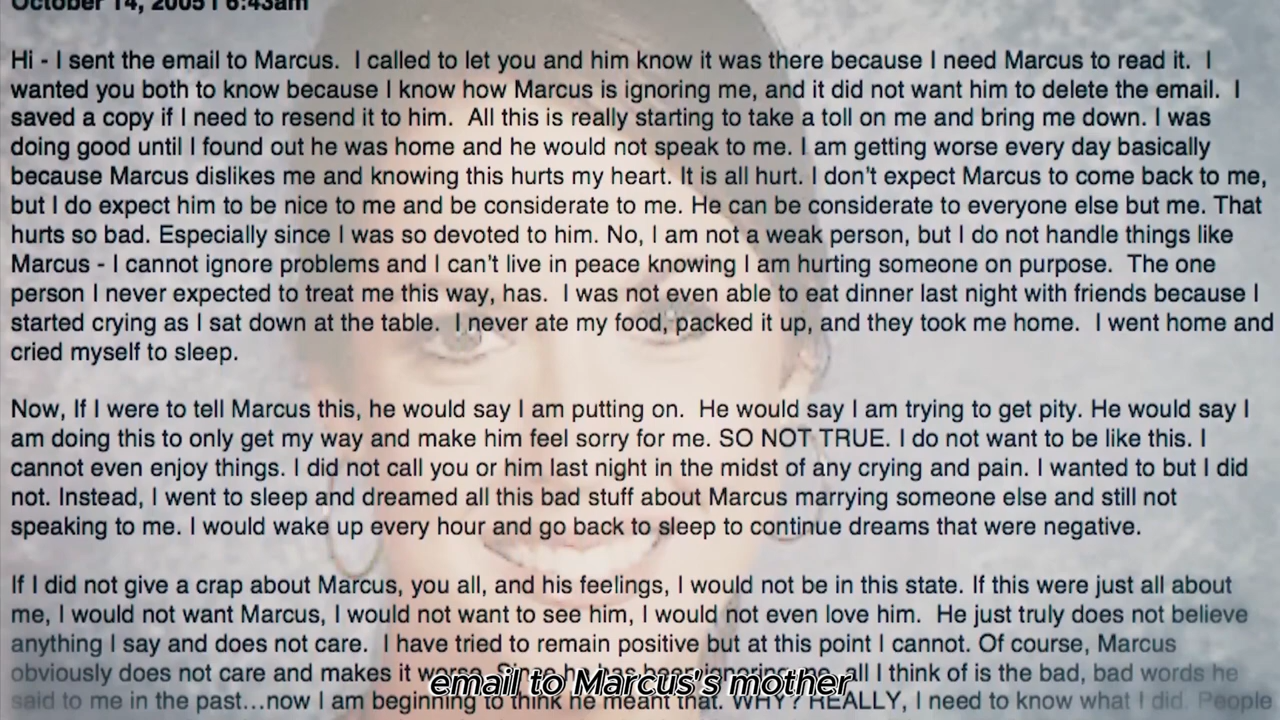 October 14, 2005 | 6:43am
Hi - I sent the email to Marcus.  I called to let you and him know it was there because I need Marcus to read it.  I
wanted you both to know because I know how Marcus is ignoring me, and it did not want him to delete the email.  I
saved a copy if I need to resend it to him.  All this is really starting to take a toll on me and bring me down. I was
doing good until I found out he was home and he would not speak to me. I am getting worse every day basically
because Marcus dislikes me and knowing this hurts my heart. It is all hurt. I don't expect Marcus to come back to me,
but I do expect him to be nice to me and be considerate to me. He can be considerate to everyone else but me. That
hurts so bad. Especially since I was so devoted to him. No, I am not a weak person, but I do not handle things like
Marcus - I cannot ignore problems and I can't live in peace knowing I am hurting someone on purpose.  The one
person I never expected to treat me this way, has.  I was not even able to eat dinner last night with friends because I
started crying as I sat down at the table.  I never ate my food, packed it up, and they took me home.  I went home and
cried myself to sleep.
Now, If I were to tell Marcus this, he would say I am putting on.  He would say I am trying to get pity. He would say I
am doing this to only get my way and make him feel sorry for me. SO NOT TRUE. I do not want to be like this. I
cannot even enjoy things. I did not call you or him last night in the midst of any crying and pain. I wanted to but I did
not. Instead, I went to sleep and dreamed all this bad stuff about Marcus marrying someone else and still not
speaking to me. I would wake up every hour and go back to sleep to continue dreams that were negative.
If I did not give a crap about Marcus, you all, and his feelings, I would not be in this state. If this were just all about
me, I would not want Marcus, I would not want to see him, I would not even love him.  He just truly does not believe
anything I say and does not care.  I have tried to remain positive but at this point I cannot. Of course, Marcus
obviously does not care and makes it worse. Since he has been ignoring me, all I think of is the bad, bad words he
email to Marcus's mother
said to me in the past...now I am beginning to think he meant that. WHY? REALLY, I need to know what I did. People